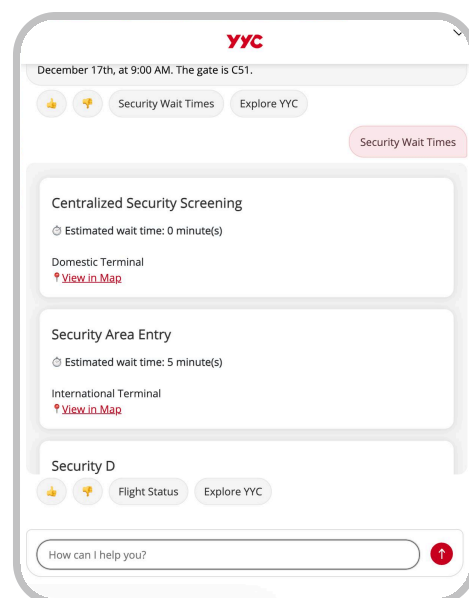 YYC
December 17th, at 9:00 AM. The gate is C51.
Security Wait Times
Explore YYC
Security Wait Times
Centralized Security Screening
Estimated wait time: 0 minute(s)
Domestic Terminal
View in Map
Security Area Entry
Estimated wait time: 5 minute(s)
International Terminal
View in Map
Security D
Flight Status
Explore YYC
How can I help you?